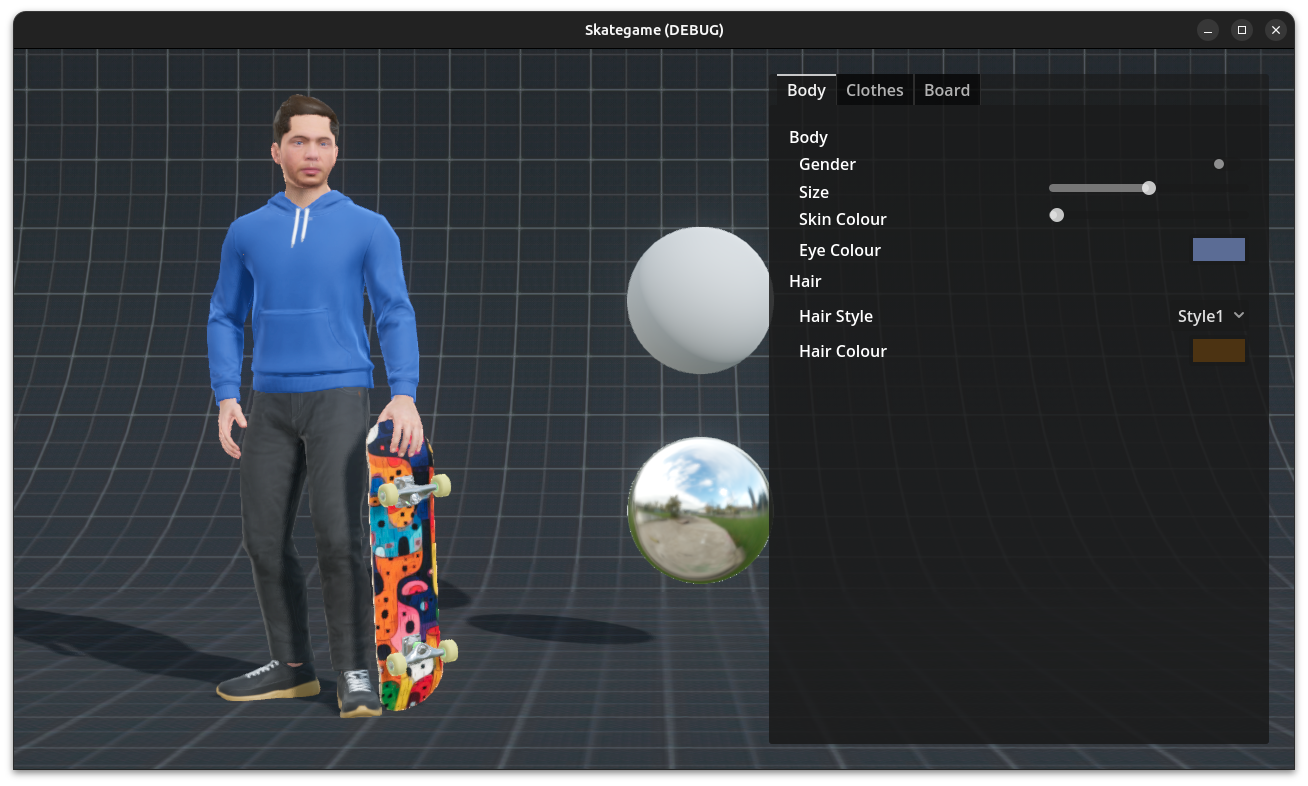 Skategame (DEBUG)
Body Clothes Board
Body
Gender
Size
Skin Colour
Eye Colour
Hair
Hair Style Style1
Hair Colour